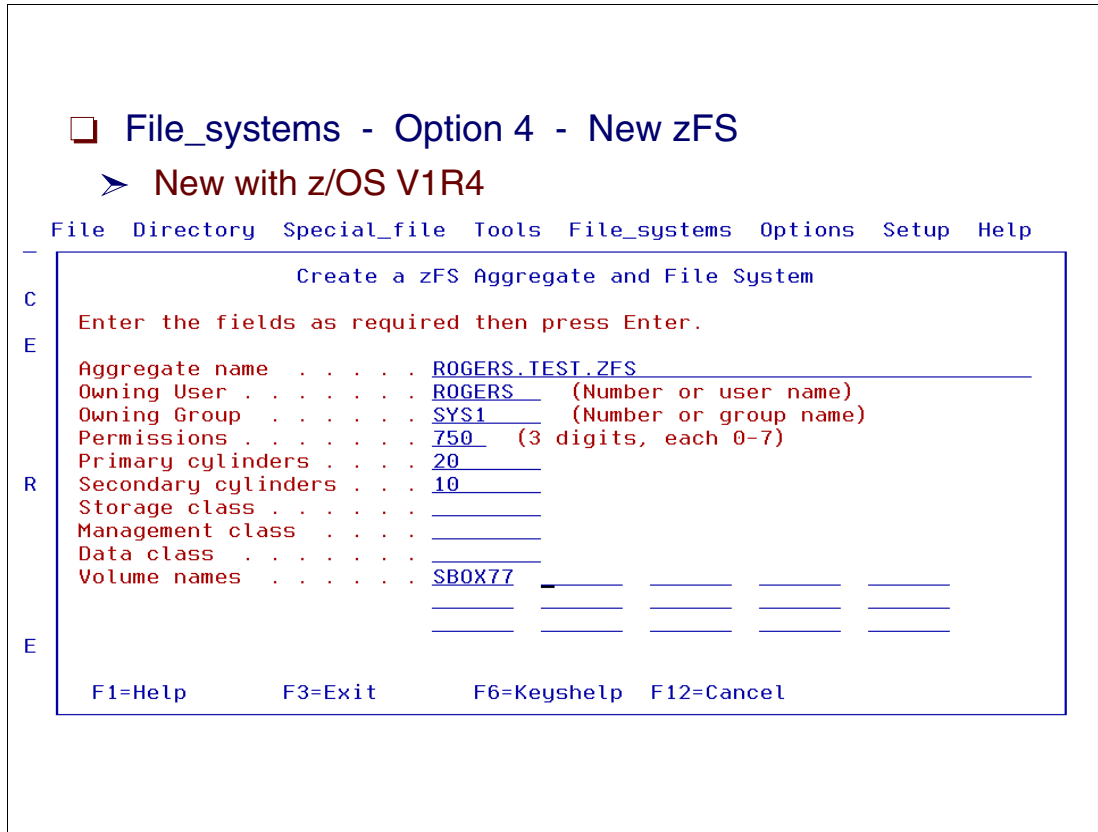 File_systems - Option 4 - New zFS
➢ New with z/OS V1R4
File Directory Special_file Tools File_systems Options Setup Help
Create a zFS Aggregate and File System
C
Enter the fields as required then press Enter.
E
Aggregate name . . . . . ROGERS.TEST.ZFS
Owning User . . . . . . . ROGERS (Number or user name)
Owning Group . . . . . . SYS1 (Number or group name)
Permissions . . . . . . . 750 (3 digits, each 0-7)
Primary cylinders . . . . 20
R Secondary cylinders . . . 10
Storage class . . . . . .
Management class . . . .
Data class . . . . . . .
Volume names . . . . . . SBOX77
E
F1=Help F3=Exit F6=Keyshelp F12=Cancel